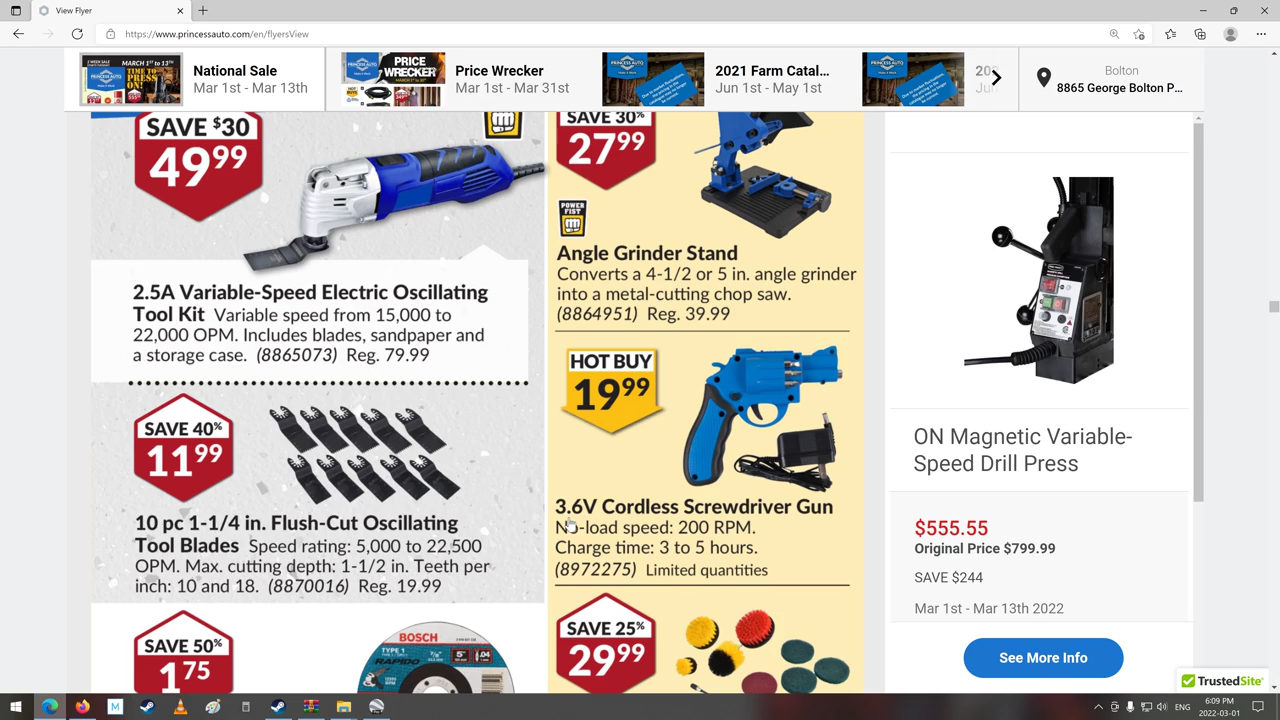 View Flyer
https://www.princessauto.com/en/flyersView
National Sale
Mar 1st - Mar 13th
Price Wrecker
Mar 1st - Mar 31st
2021 Farm Catal...
Jun 1st - May 1st
Bolton
8865 George Bolton P...
SAVE $30
49.99
2.5A Variable-Speed Electric Oscillating
Tool Kit Variable speed from 15,000 to
22,000 OPM. Includes blades, sandpaper and
a storage case. (8865073) Reg. 79.99
SAVE 40%
11.99
10 pc 1-1/4 in. Flush-Cut Oscillating
Tool Blades Speed rating: 5,000 to 22,500
OPM. Max. cutting depth: 1-1/2 in. Teeth per
inch: 10 and 18. (8870016) Reg. 19.99
SAVE 50%
1.75
BOSCH
TYPE 1
RAPIDO
SAVE 30%
27.99
POWER
FIST
Angle Grinder Stand
Converts a 4-1/2 or 5 in. angle grinder
into a metal-cutting chop saw.
(8864951) Reg. 39.99
HOT BUY
19.99
3.6V Cordless Screwdriver Gun
No-load speed: 200 RPM.
Charge time: 3 to 5 hours.
(8972275) Limited quantities
SAVE 25%
29.99
ON Magnetic Variable-
Speed Drill Press
$555.55
Original Price $799.99
SAVE $244
Mar 1st - Mar 13th 2022
See More Info
TrustedSite
6:09 PM
2022-03-01
ENG